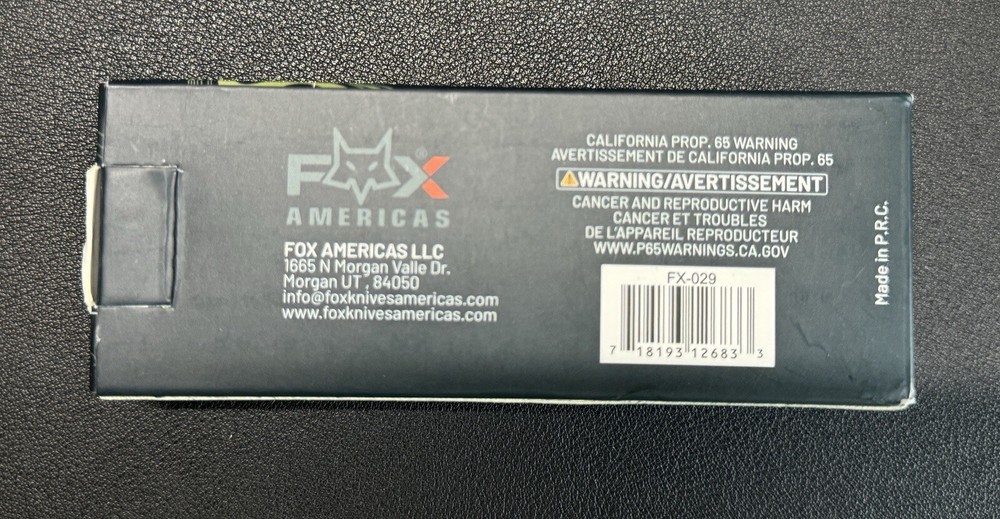 FOX®
AMERICAS
FOX AMERICAS LLC
1665 N Morgan Valle Dr.
Morgan UT , 84050
info@foxknivesamericas.com
www.foxknivesamericas.com
CALIFORNIA PROP. 65 WARNING
AVERTISSEMENT DE CALIFORNIA PROP. 65
WARNING/AVERTISSEMENT
CANCER AND REPRODUCTIVE HARM
CANCER ET TROUBLES
DE L'APPAREIL REPRODUCTEUR
WWW.P65WARNINGS.CA.GOV
FX-029
7 18193 12683 3
Made in P.R.C.